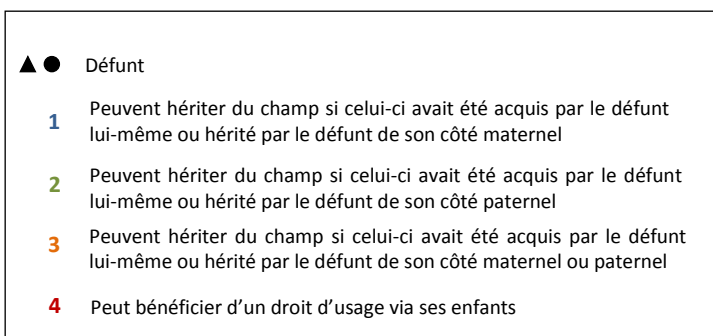 ▲● Défunt
1 Peuvent hériter du champ si celui-ci avait été acquis par le défunt
lui-même ou hérité par le défunt de son côté maternel
2 Peuvent hériter du champ si celui-ci avait été acquis par le défunt
lui-même ou hérité par le défunt de son côté paternel
3 Peuvent hériter du champ si celui-ci avait été acquis par le défunt
lui-même ou hérité par le défunt de son côté maternel ou paternel
4 Peut bénéficier d’un droit d’usage via ses enfants